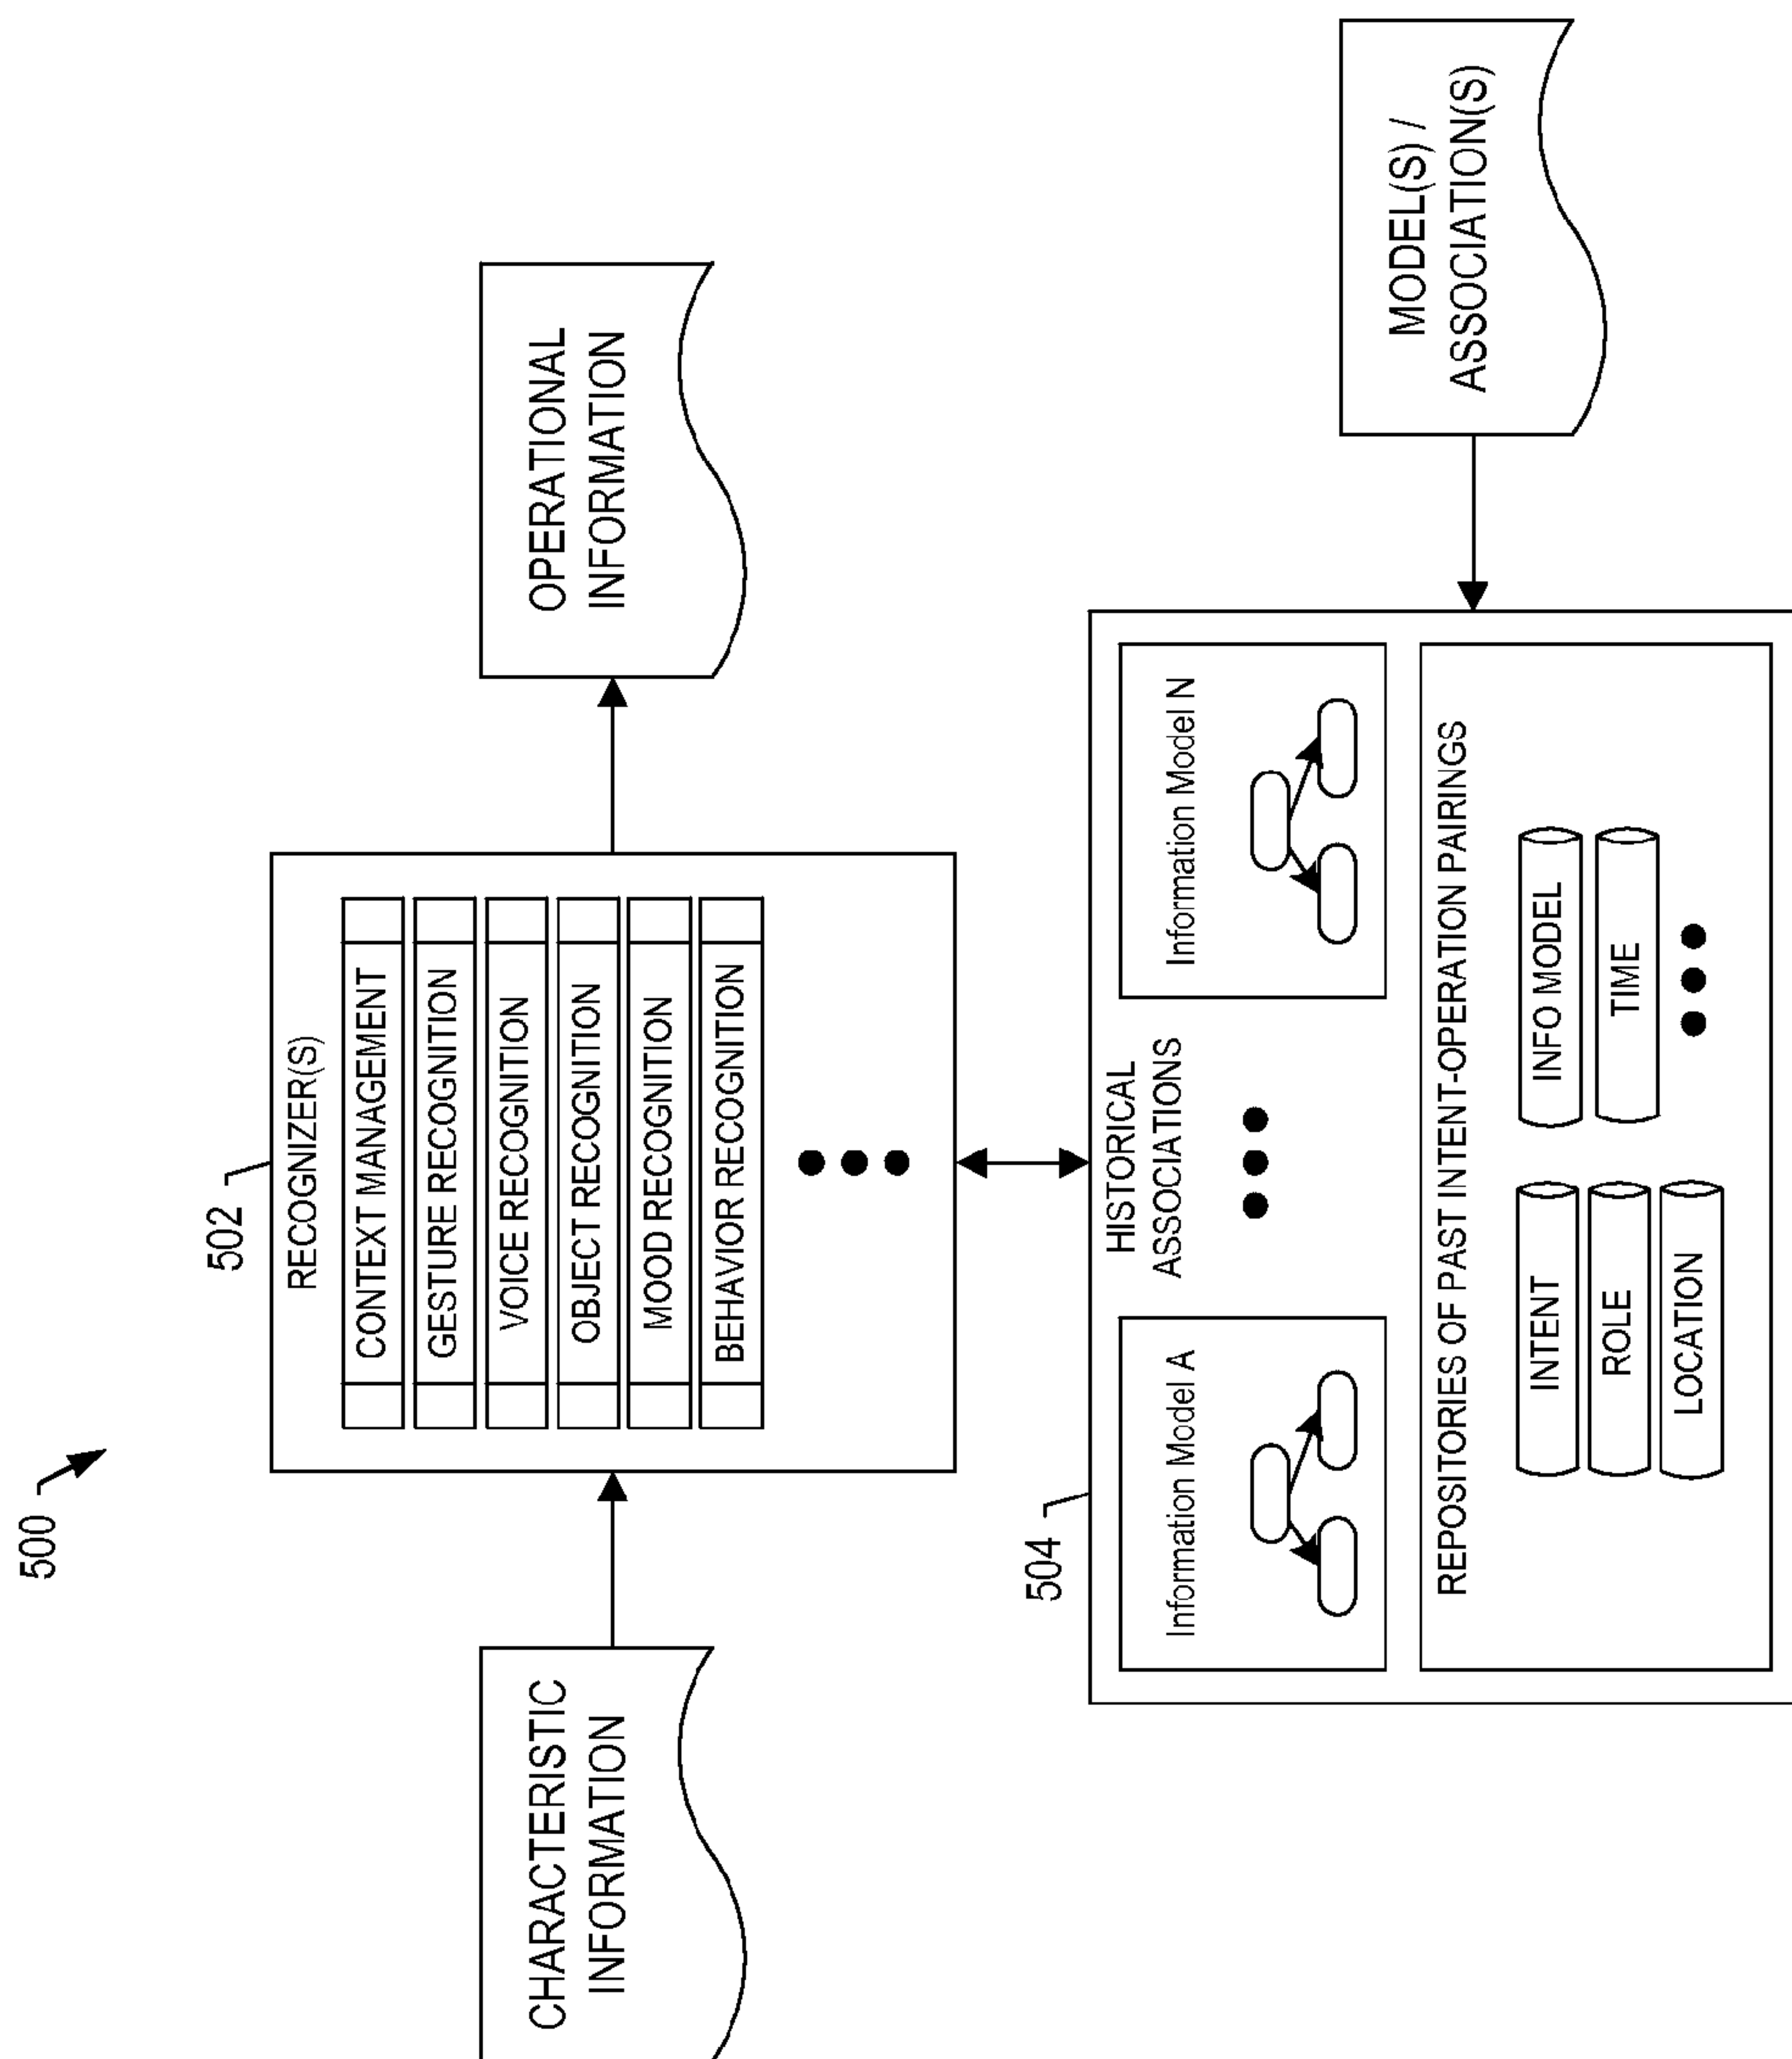 500
502
RECOGNIZER(S)
CONTEXT MANAGEMENT
GESTURE RECOGNITION
VOICE RECOGNITION
OBJECT RECOGNITION
MOOD RECOGNITION
BEHAVIOR RECOGNITION
CHARACTERISTIC
INFORMATION
OPERATIONAL
INFORMATION
504
HISTORICAL
ASSOCIATIONS
Information Model A
Information Model N
REPOSITORIES OF PAST INTENT-OPERATION PAIRINGS
INTENT
ROLE
LOCATION
INFO MODEL
TIME
MODEL(S) /
ASSOCIATION(S)